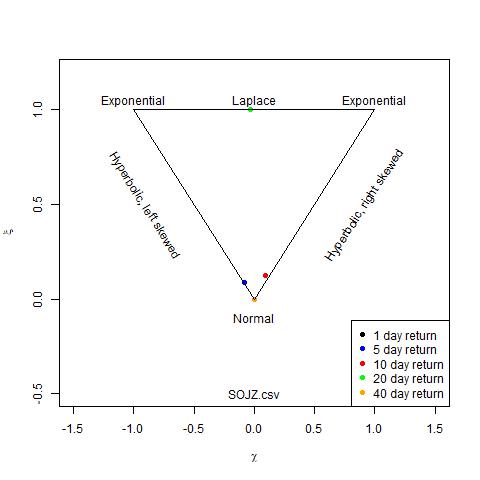 Exponential Laplace Exponential
Hyperbolic, left skewed
Hyperbolic, right skewed
Normal
SOJZ.csv
1 day return
5 day return
10 day return
20 day return
40 day return
1.0
0.5
0.0
-0.5
ξ
-1.5 -1.0 -0.5 0.0 0.5 1.0 1.5
χ